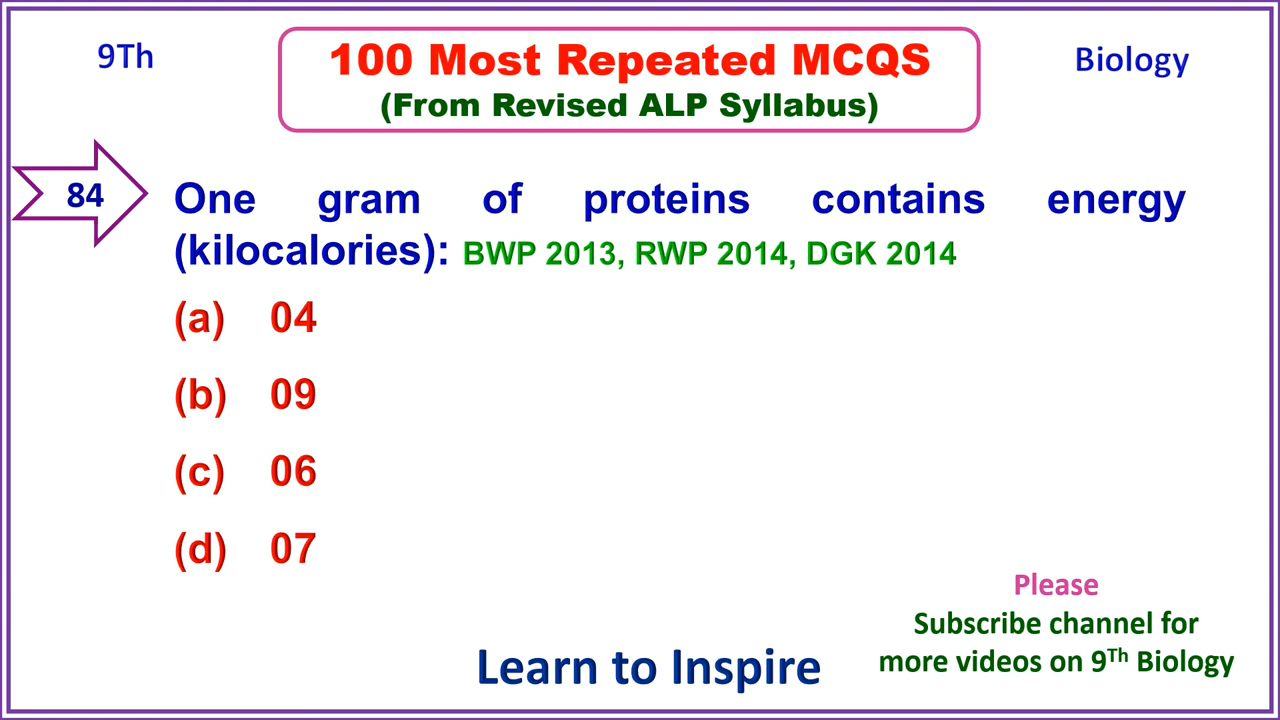 9Th
100 Most Repeated MCQS
Biology
(From Revised ALP Syllabus)
84
One gram of proteins contains energy
(kilocalories): BWP 2013, RWP 2014, DGK 2014
(a) 04
(b) 09
(c) 06
(d) 07
Please
Subscribe channel for
more videos on 9Th Biology
Learn to Inspire